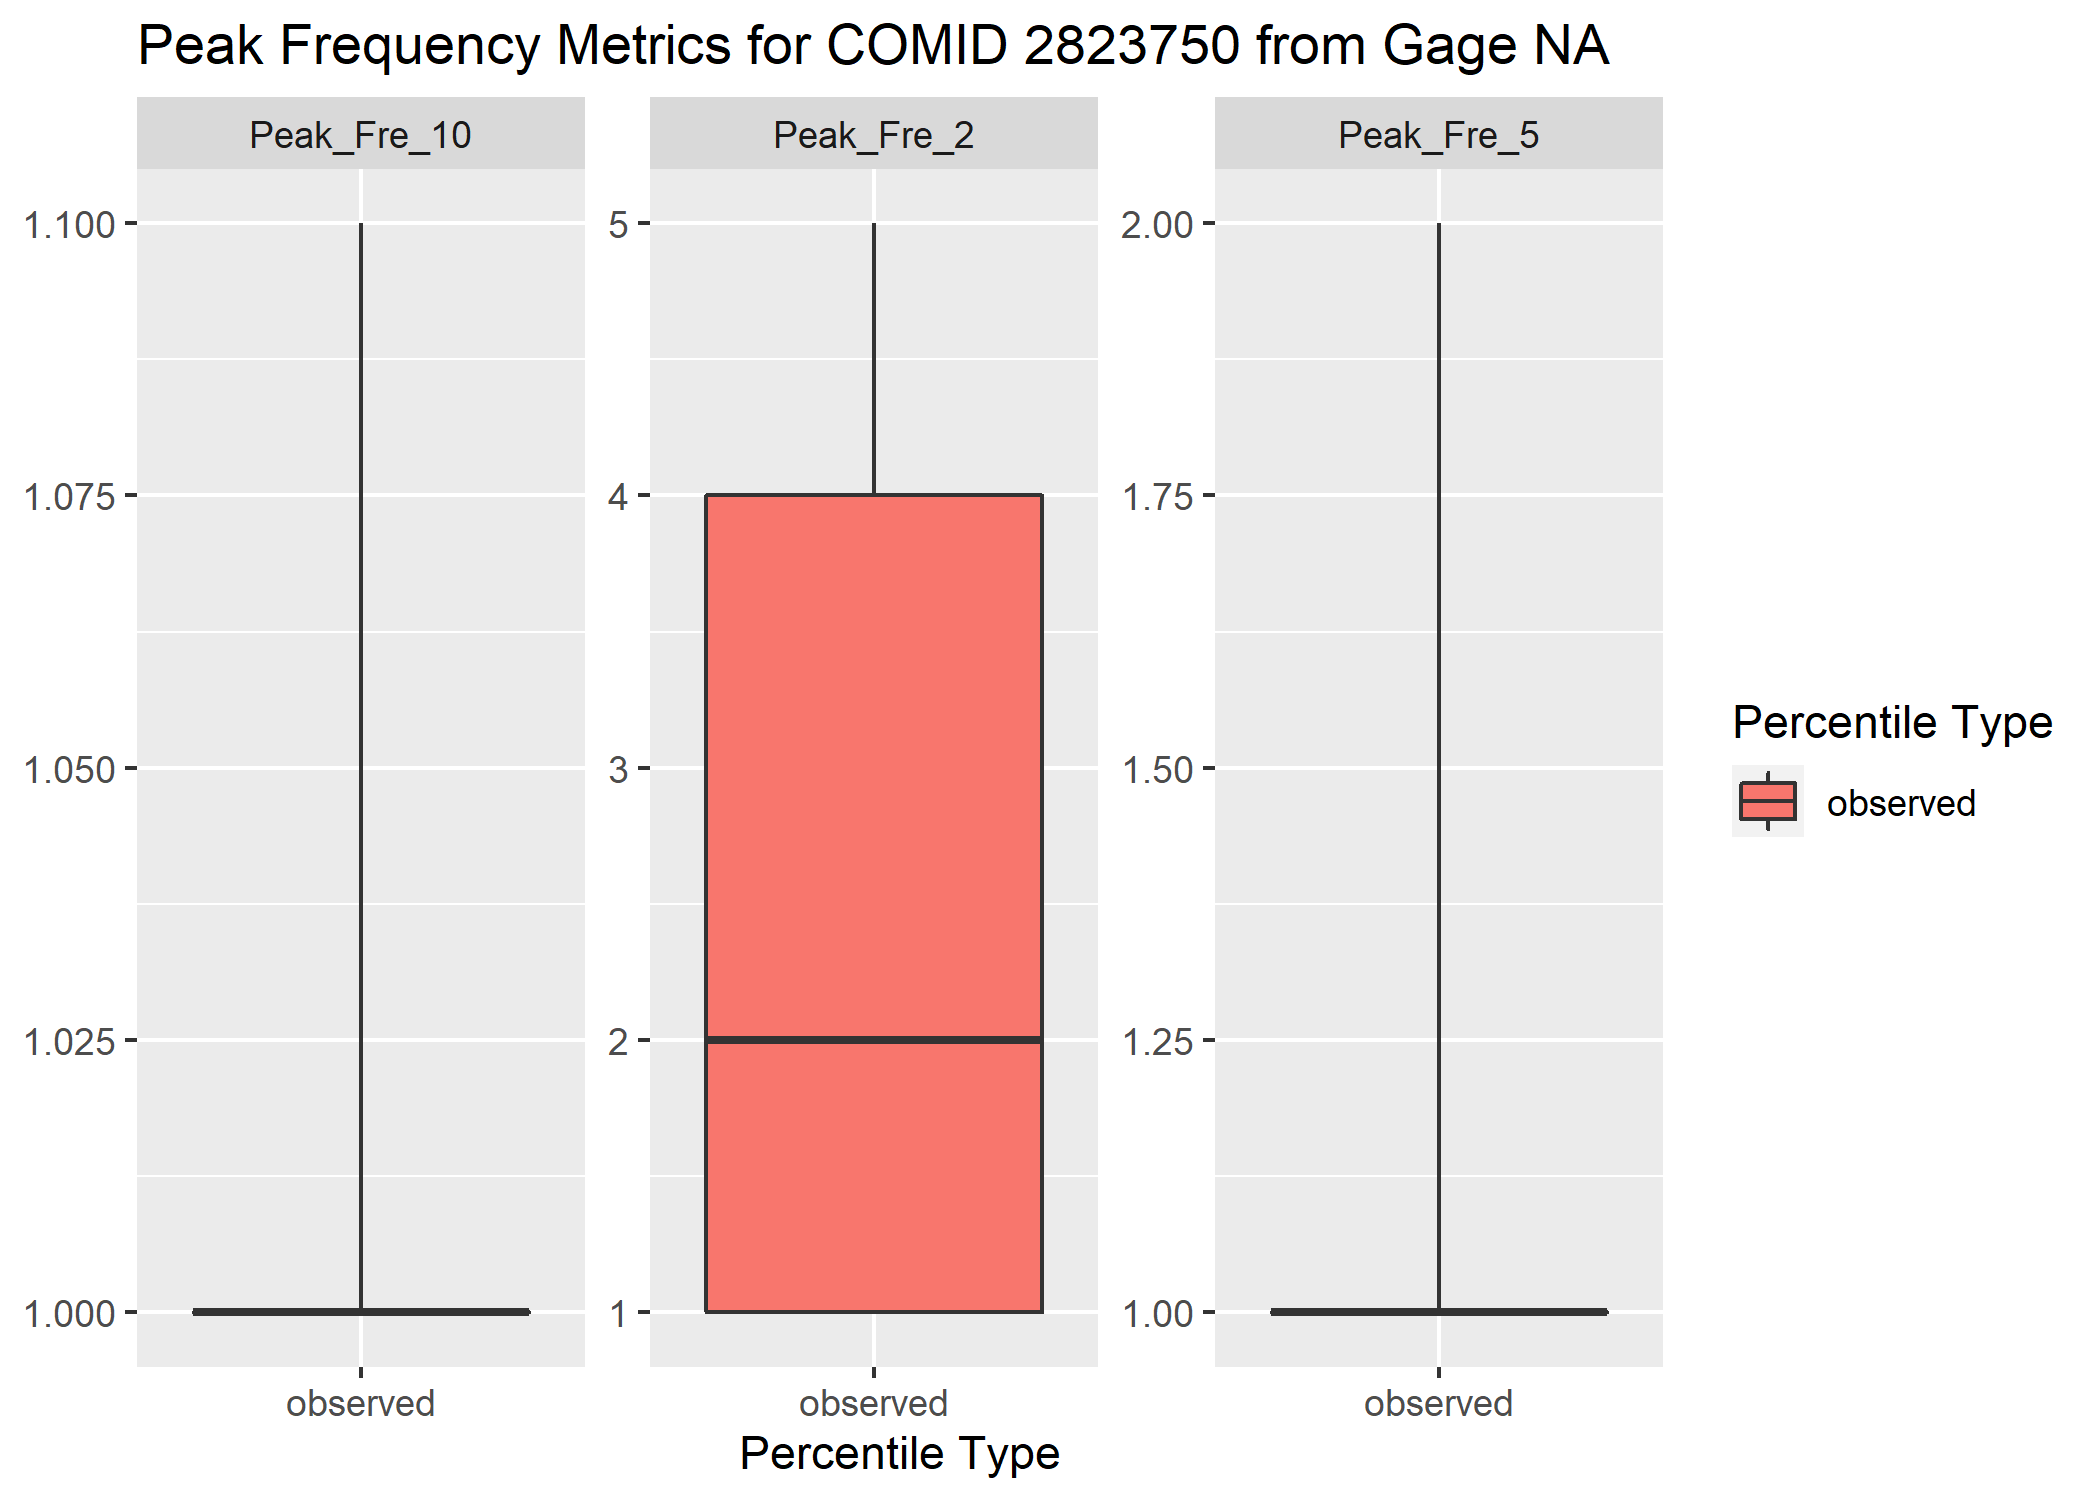 Peak Frequency Metrics for COMID 2823750 from Gage NA
Peak_Fre_10
Peak_Fre_2
Peak_Fre_5
1.100
1.075
1.050
1.025
1.000
5
4
3
2
1
2.00
1.75
1.50
1.25
1.00
observed
observed
observed
Percentile Type
Percentile Type
observed